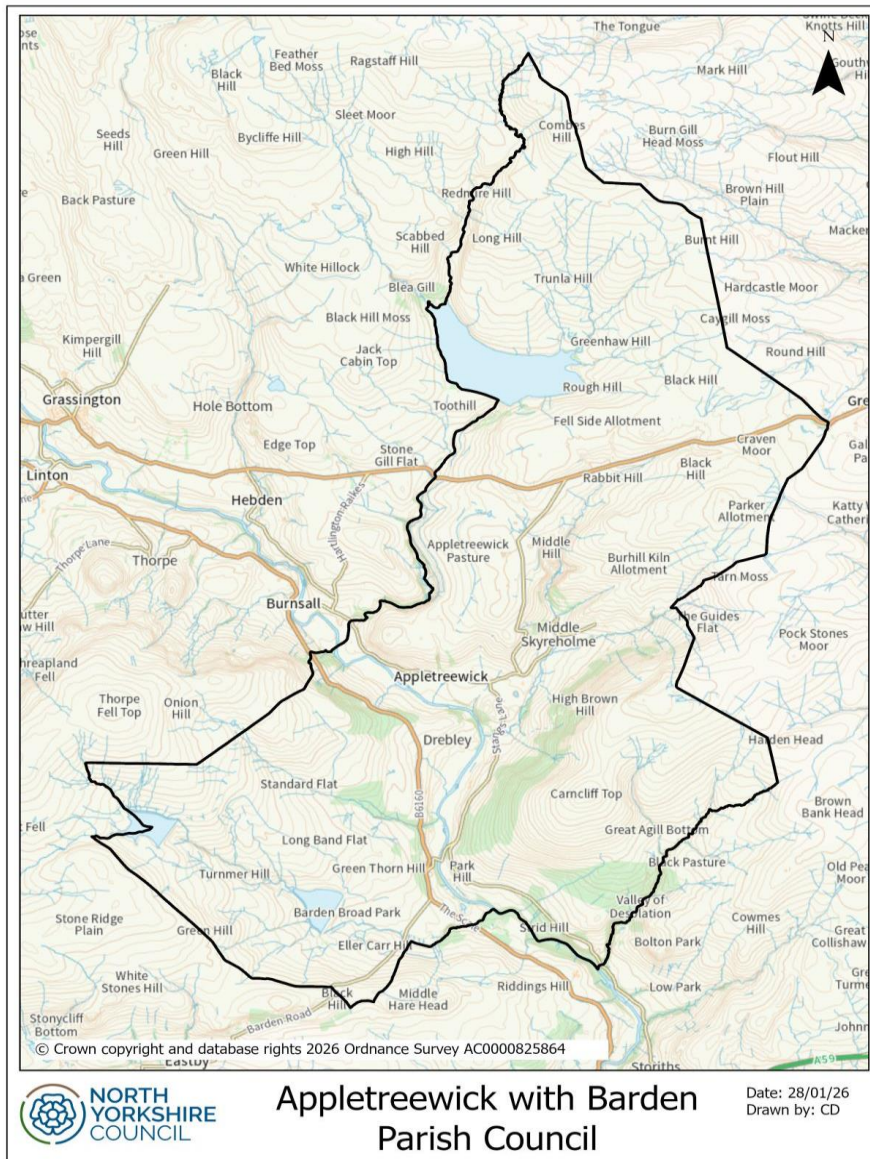 The Tongue
Knotts Hill
N
Feather
Bed Moss
Ragstaff Hill
Black
Hill
Mark Hill
Sleet Moor
Seeds
Hill
Bycliffe Hill
Combes
Hill
Burn Gill
Head Moss
Green Hill
High Hill
Flout Hill
Back Pasture
Redmire Hill
Brown Hill
Plain
Scabbed
Hill
Long Hill
Burnt Hill
White Hillock
Trunla Hill
Blea Gill
Hardcastle Moor
Black Hill Moss
Caygill Moss
Kimpergill
Hill
Jack
Cabin Top
Greenhaw Hill
Round Hill
Rough Hill
Black Hill
Grassington
Hole Bottom
Toothill
Fell Side Allotment
Edge Top
Stone
Gill Flat
Craven
Moor
Linton
Rabbit Hill
Black
Hill
Hebden
Hartlington Raikes
Parker
Allotment
Thorpe Lane
Thorpe
Appletreewick
Pasture
Middle
Hill
Burhill Kiln
Allotment
Tarn Moss
Burnsall
The Guides
Flat
Middle
Skyreholme
Pock Stones
Moor
Threapland
Fell
Appletreewick
Thorpe
Fell Top
Onion
Hill
High Brown
Hill
Drebley
Harden Head
Standard Flat
B6160
Carncliff Top
Brown
Bank Head
Long Band Flat
Great Agill Bottom
Turnmer Hill
Green Thorn Hill
Park
Hill
Black Pasture
Valley of
Desolation
Stone Ridge
Plain
Barden Broad Park
Cowmes
Hill
Green Hill
Strid Hill
Eller Carr Hill
Bolton Park
White
Stones Hill
Black
Hill
Middle
Hare Head
Riddings Hill
Low Park
Stonycliff
Bottom
Barden Road
© Crown copyright and database rights 2026 Ordnance Survey AC0000825864
Eastby
Storiths
A59
NORTH
YORKSHIRE
COUNCIL
Appletreewick with Barden
Parish Council
Date: 28/01/26
Drawn by: CD